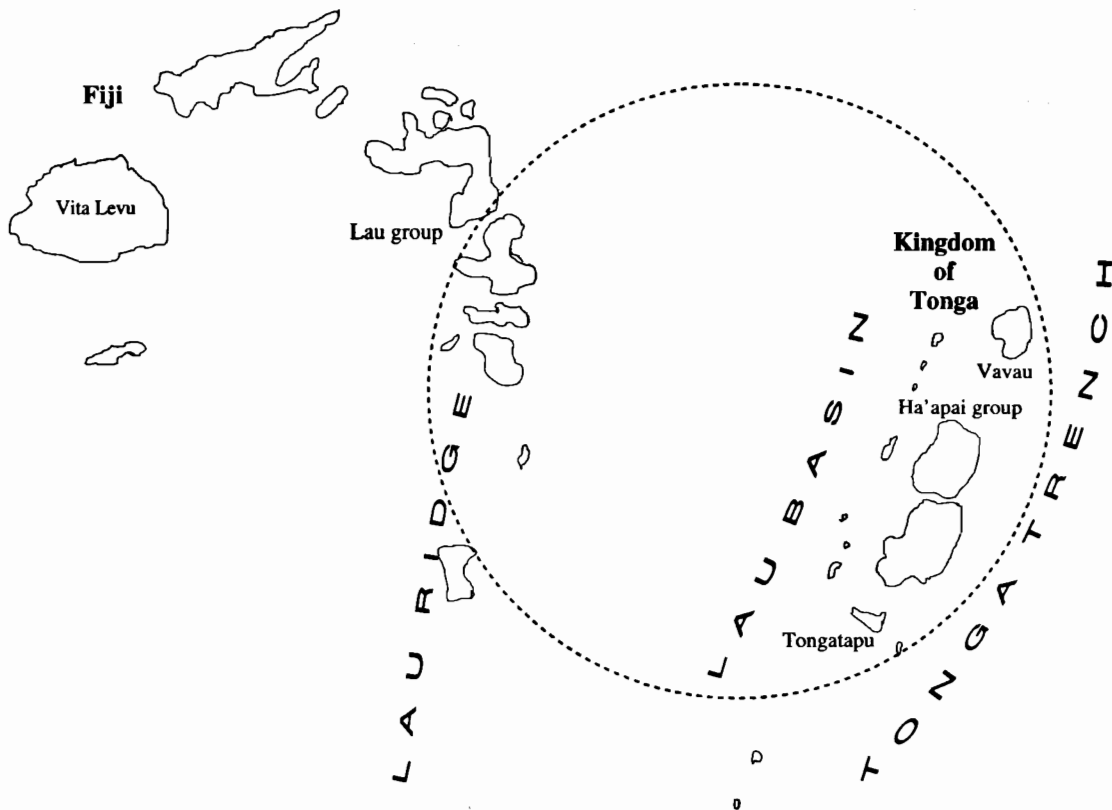 Fiji
Vita Levu
Lau group
Kingdom
of
Tonga
Vavau
Ha'apai group
Tongatapu
LAU RIDGE
LAU BASIN
TONGA TRENCH